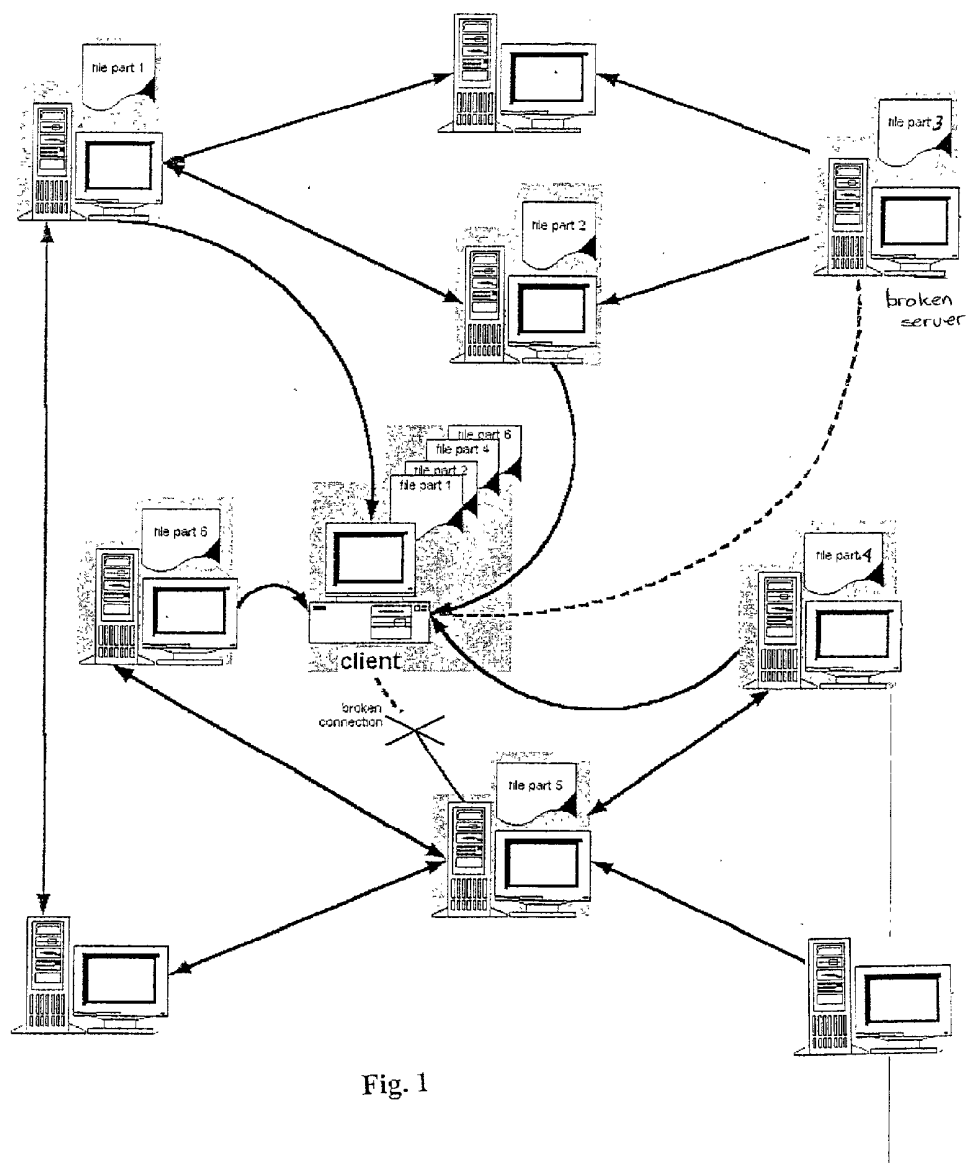 file part 1
file part 3
file part 2
broken
server
file part 6
file part 4
file part 2
file part 1
file part 6
file part 4
client
broken
connection
file part 5
Fig. 1